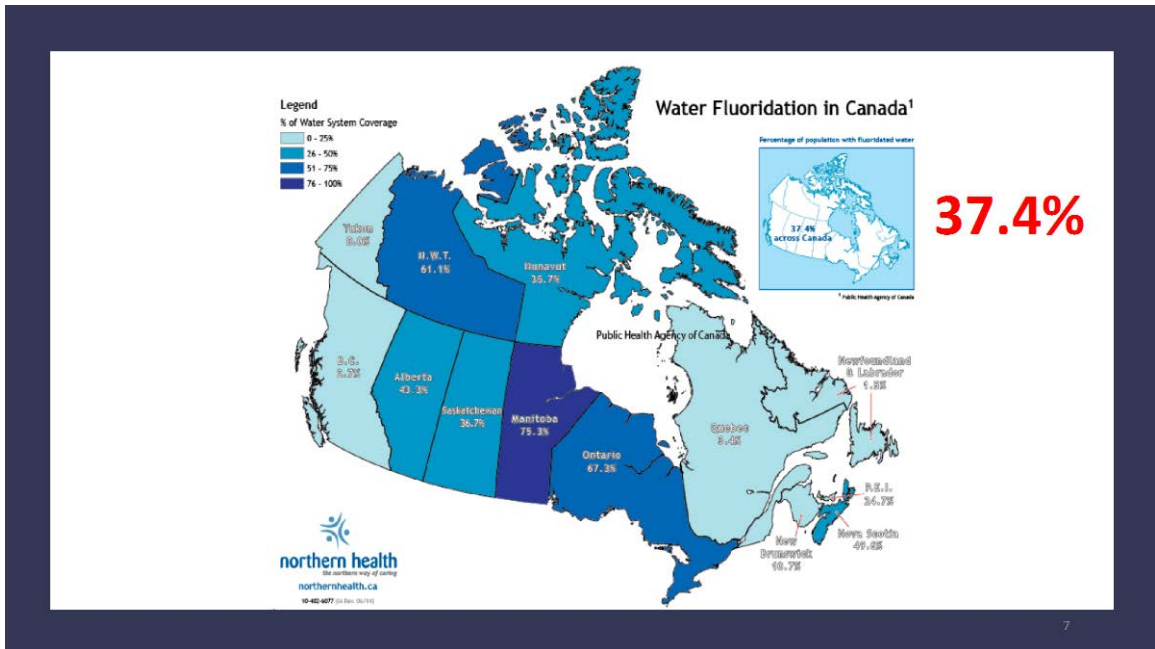 Legend
% of Water System Coverage
0 - 25%
26 - 50%
51 - 75%
76 - 100%
Water Fluoridation in Canada¹
Percentage of population with fluoridated water
37.4%
across Canada
¹ Public Health Agency of Canada
37.4%
Yukon
0.0%
N.W.T.
61.1%
Nunavut
35.7%
Public Health Agency of Canada
B.C.
2.7%
Alberta
43.3%
Saskatchewan
36.7%
Manitoba
75.3%
Ontario
67.3%
Quebec
3.4%
Newfoundland
& Labrador
1.5%
P.E.I.
24.7%
Nova Scotia
New
Brunswick
10.7%
northern health
the northern way of caring
northernhealth.ca
10-402-6077
7